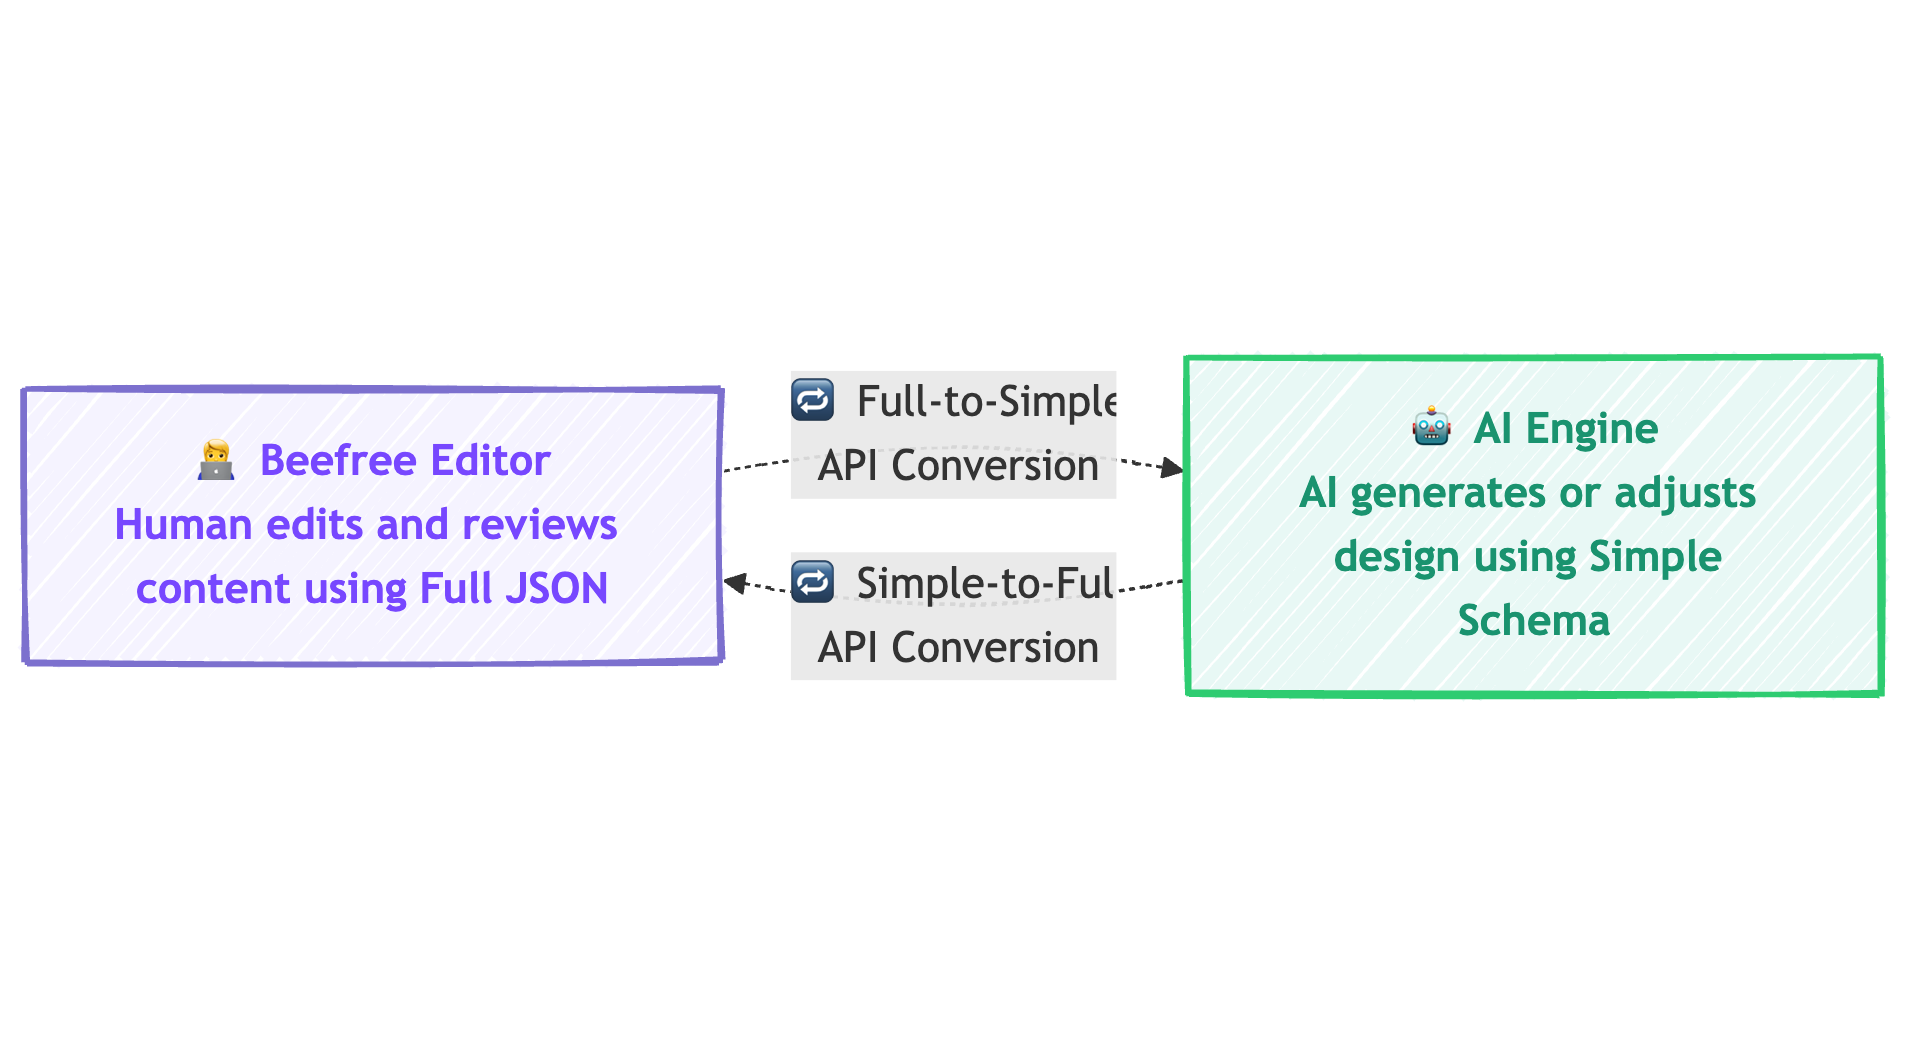 Beefree Editor
Human edits and reviews
content using Full JSON
Full-to-Simple
API Conversion
Simple-to-Ful
API Conversion
AI Engine
AI generates or adjusts
design using Simple
Schema